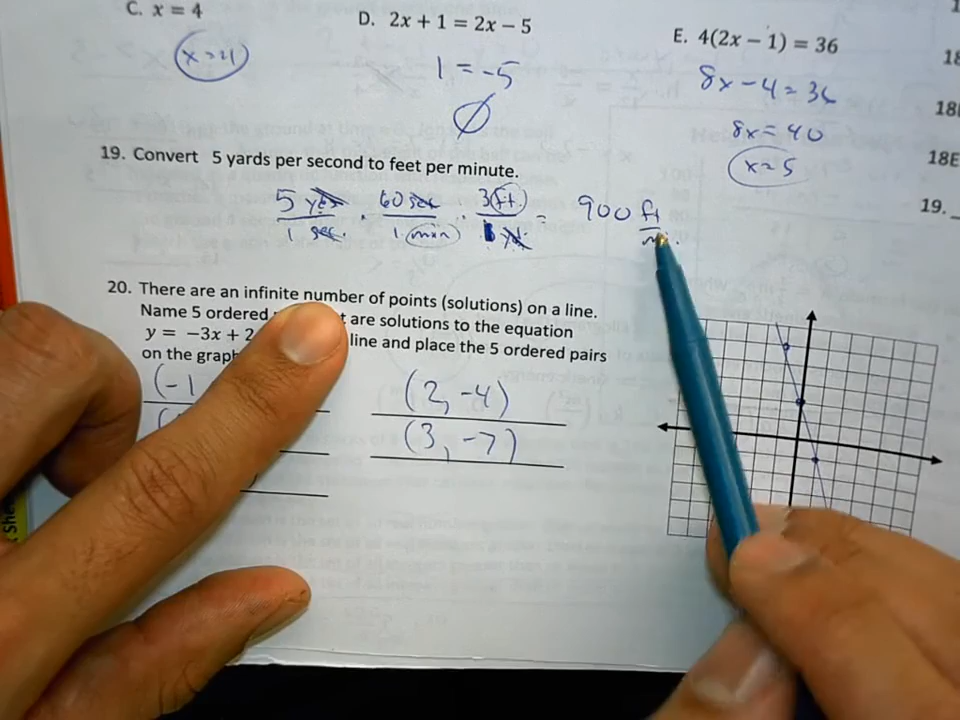 C. x = 4
D. 2x + 1 = 2x − 5
E. 4(2x − 1) = 36
x = 4
1 = -5
∅
8x - 4 = 36
8x = 40
x = 5
18
18E
19.
19. Convert 5 yards per second to feet per minute.
5 yds / 1 sec. · 60 sec / 1 min · 3 ft. / 1 yd = 900 ft
20. There are an infinite number of points (solutions) on a line.
Name 5 ordered are solutions to the equation
y = −3x + 2 line and place the 5 ordered pairs
on the graph
(-1
(2, -4)
(3, -7)